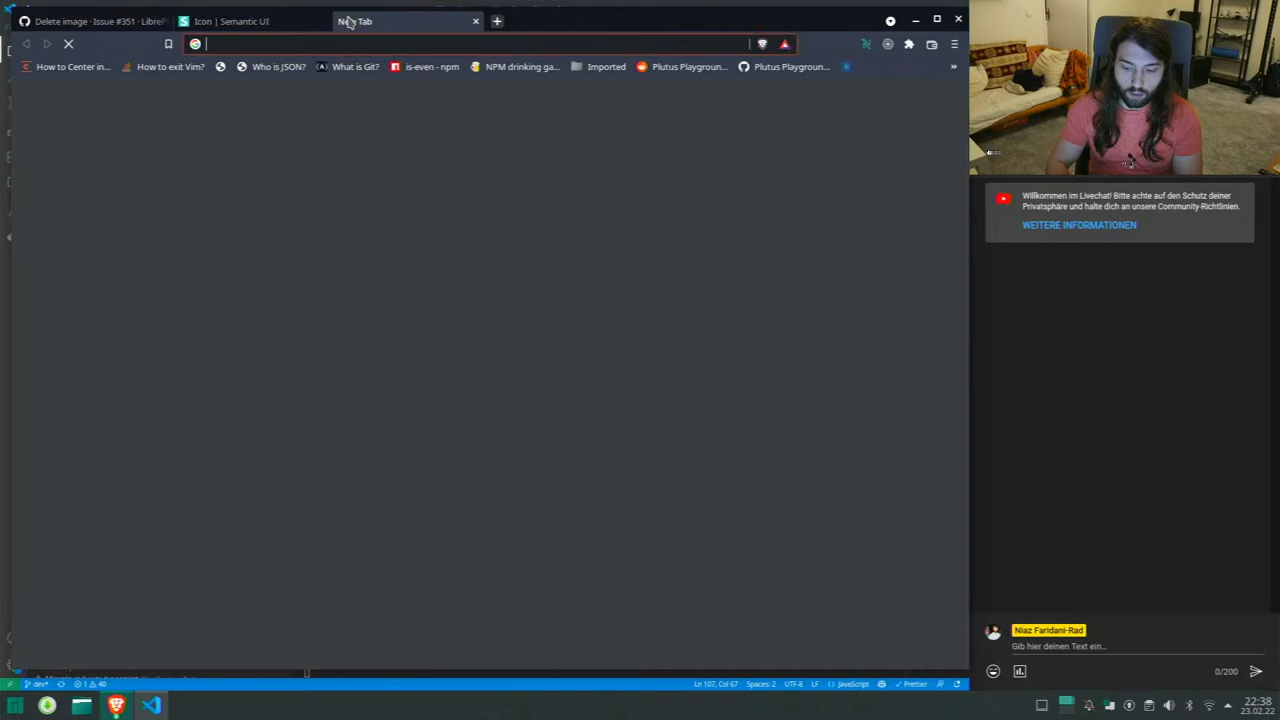 Delete image · Issue #351 · LibreP
Icon | Semantic UI
New Tab
How to Center in...
How to exit Vim?
Who is JSON?
What is Git?
is-even - npm
NPM drinking ga...
Imported
Plutus Playgroun...
Plutus Playgroun...
»
Willkommen im Livechat! Bitte achte auf den Schutz deiner
Privatsphäre und halte dich an unsere Community-Richtlinien.
WEITERE INFORMATIONEN
Niaz Faridani-Rad
Gib hier deinen Text ein...
0/200
dev*
1
40
Ln 107, Col 67
Spaces: 2
UTF-8
LF
{} JavaScript
Prettier
22:38
23.02.22